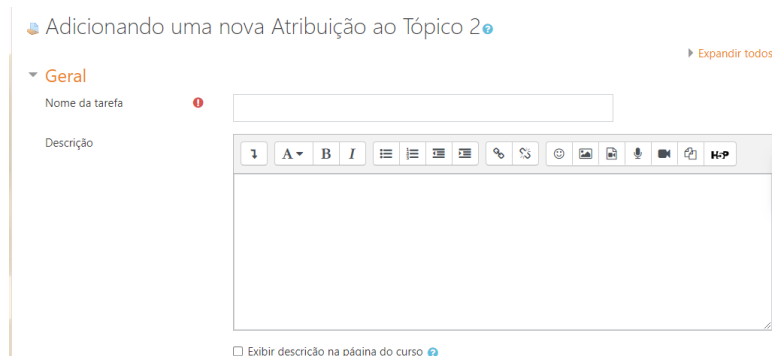 Adicionando uma nova Atribuição ao Tópico 2
Expandir todos
Geral
Nome da tarefa
Descrição
A B I H-P
Exibir descrição na página do curso